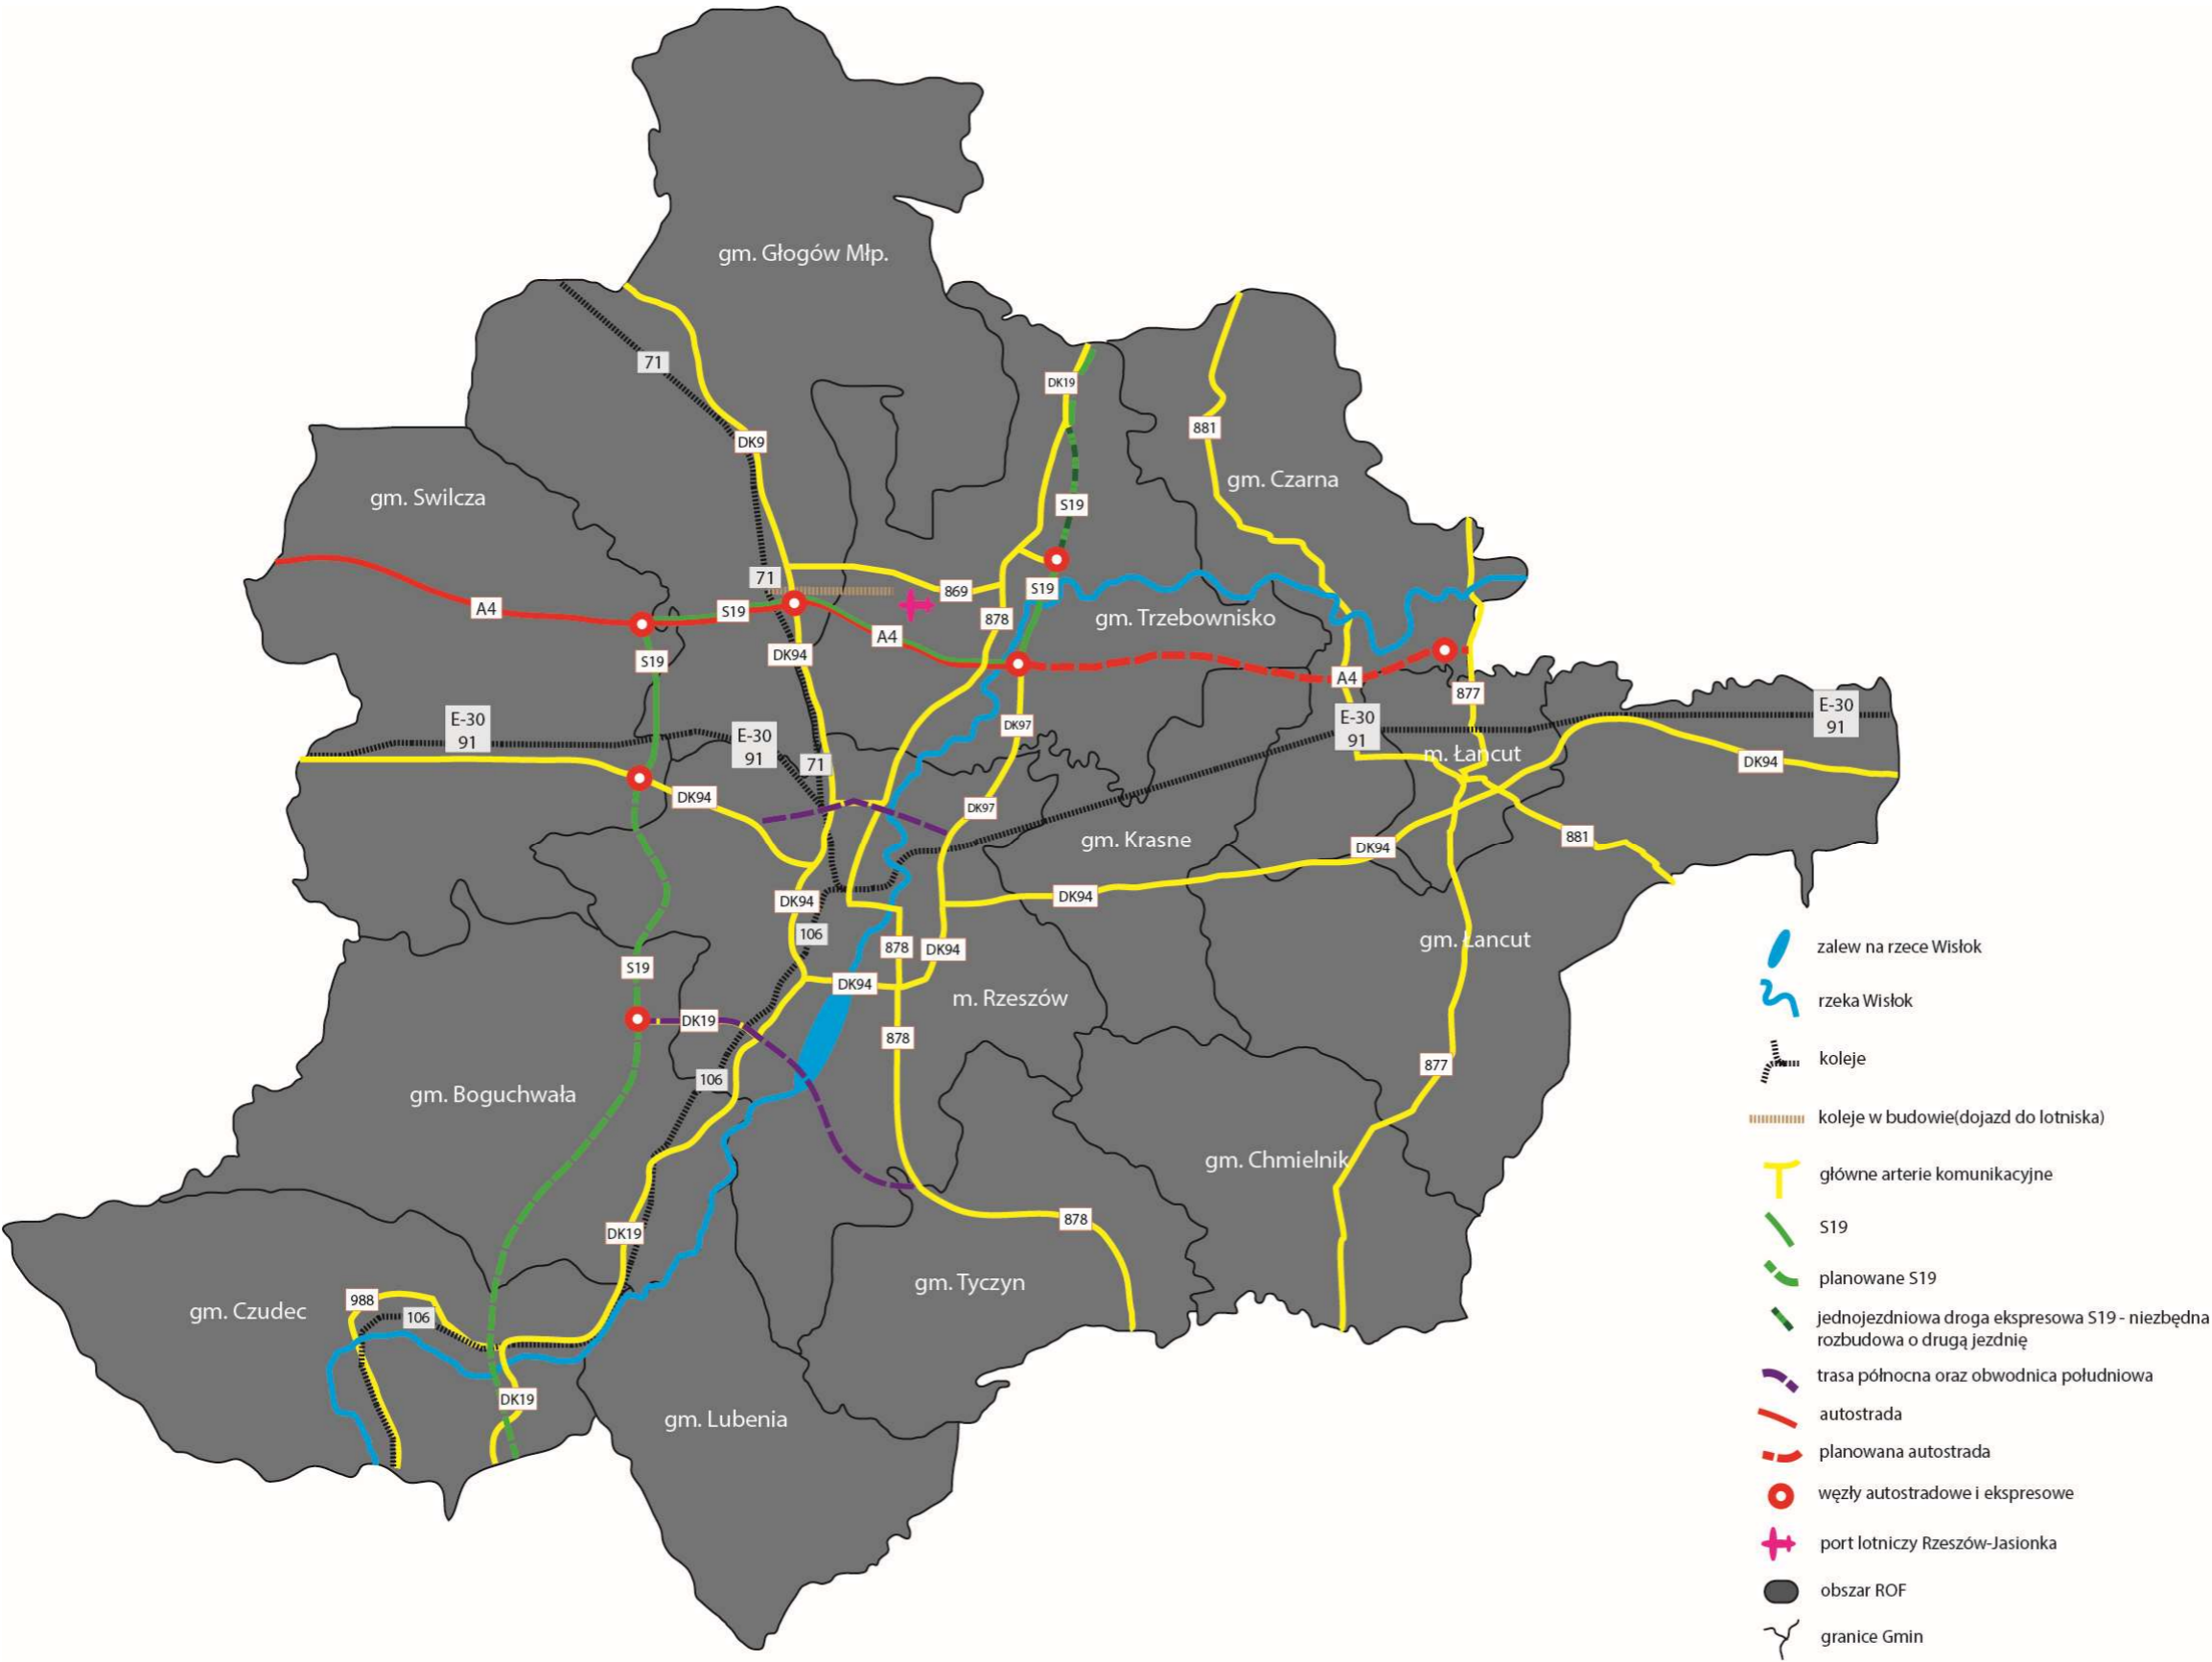 gm. Głogów Młp.
71
DK19
881
DK9
gm. Czarna
gm. Swilcza
S19
71
869
S19
A4
S19
878
gm. Trzebownisko
A4
DK94
S19
A4
877
E-30
91
DK97
E-30
91
E-30
91
E-30
91
71
m. Łancut
DK94
DK94
DK97
gm. Krasne
DK94
881
DK94
DK94
106
878
DK94
gm. Łancut
S19
DK94
m. Rzeszów
DK19
878
877
106
gm. Boguchwała
gm. Chmielnik
878
DK19
gm. Tyczyn
988
gm. Czudec
106
DK19
gm. Lubenia
zalew na rzece Wisłok
rzeka Wisłok
koleje
koleje w budowie(dojazd do lotniska)
główne arterie komunikacyjne
S19
planowane S19
jednojezdniowa droga ekspresowa S19 - niezbędna
rozbudowa o drugą jezdnię
trasa północna oraz obwodnica południowa
autostrada
planowana autostrada
węzły autostradowe i ekspresowe
port lotniczy Rzeszów-Jasionka
obszar ROF
granice Gmin